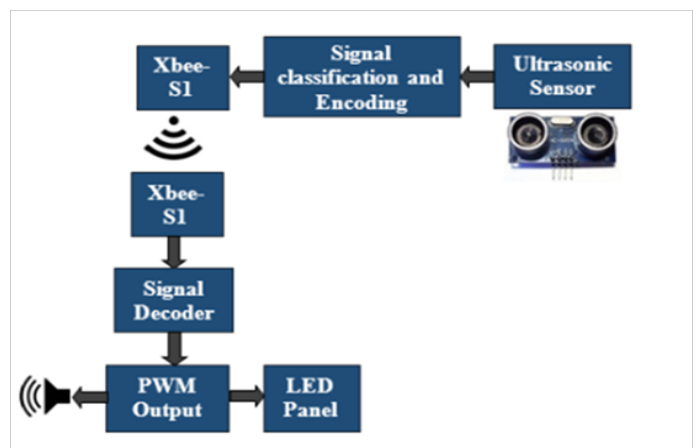 Xbee-
S1
Signal
classification and
Encoding
Ultrasonic
Sensor
Xbee-
S1
Signal
Decoder
PWM
Output
LED
Panel